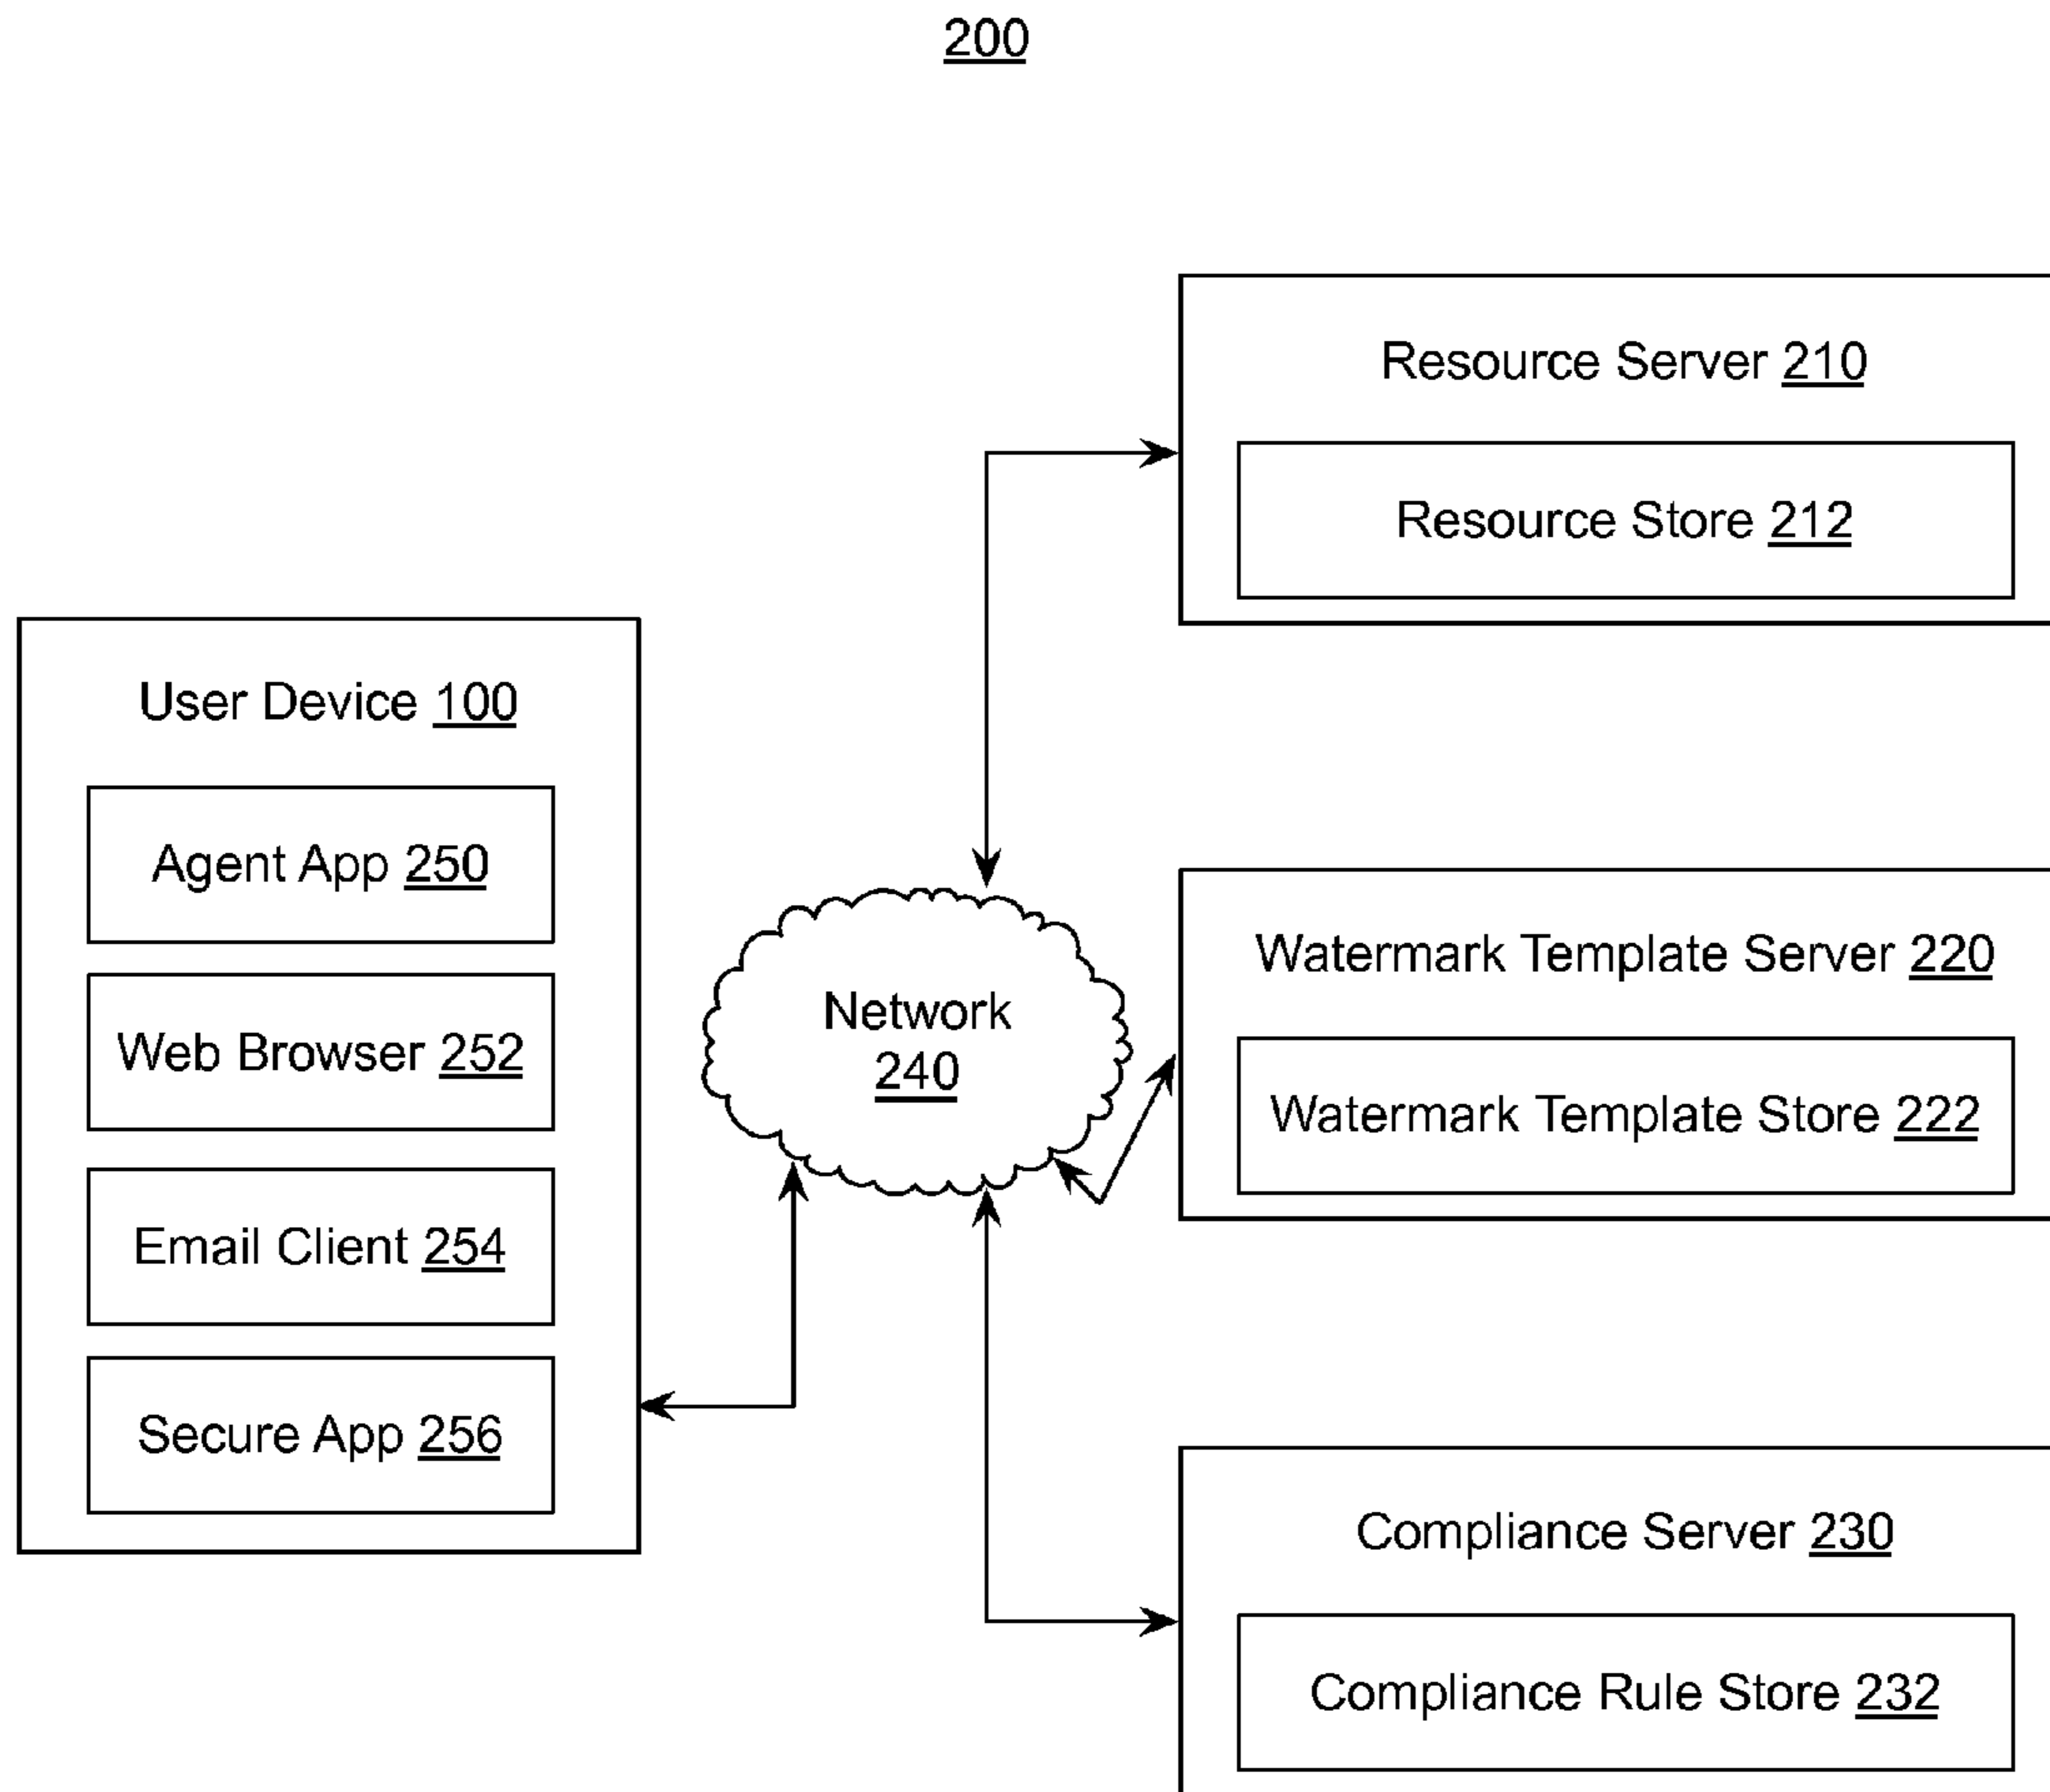 200
Resource Server 210
Resource Store 212
User Device 100
Agent App 250
Web Browser 252
Email Client 254
Secure App 256
Network
240
Watermark Template Server 220
Watermark Template Store 222
Compliance Server 230
Compliance Rule Store 232